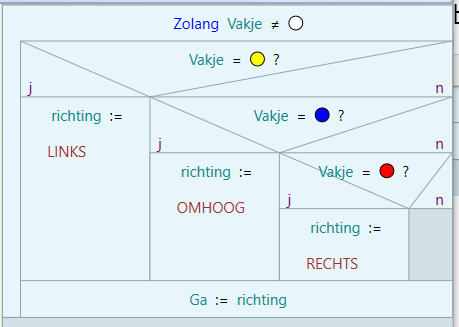 Zolang Vakje ≠
Vakje = ?
j n
richting := Vakje = ?
LINKS j n
richting := Vakje = ?
OMHOOG j n
richting :=
RECHTS
Ga := richting